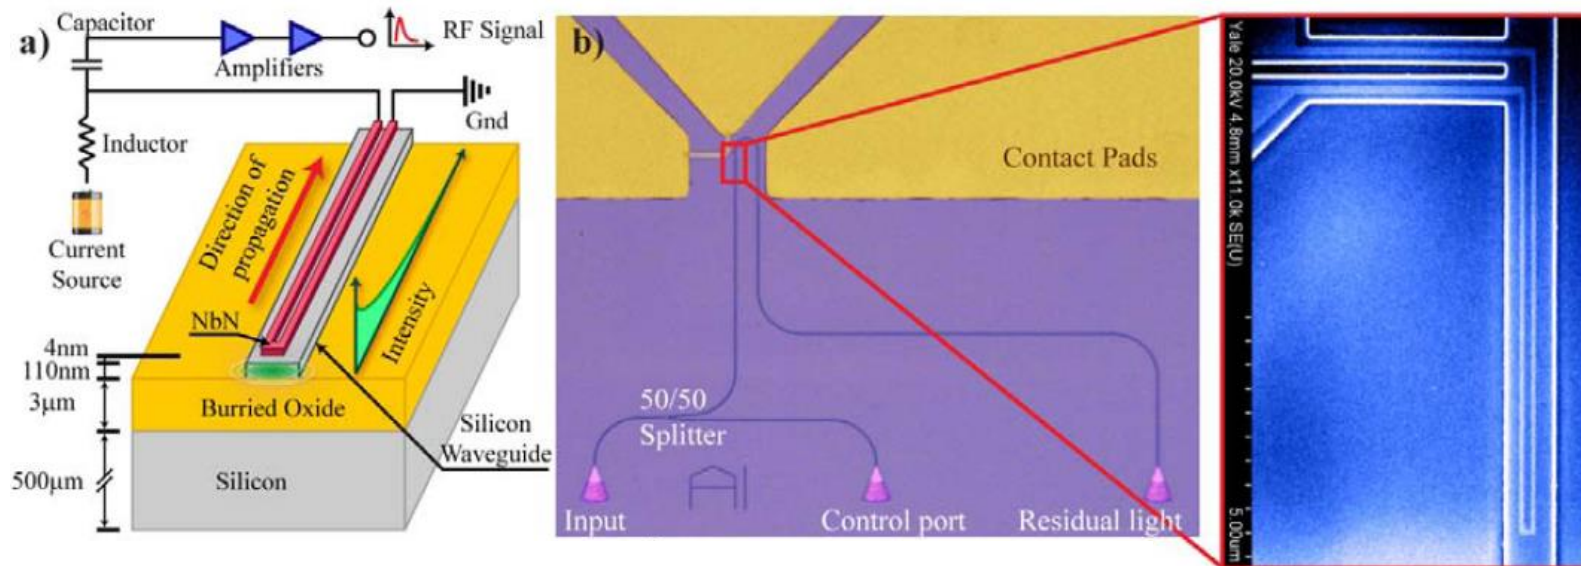 a)
Capacitor
Amplifiers
RF Signal
Gnd
Inductor
Current
Source
Direction of
propagation
Intensity
NbN
4nm
110nm
3μm
500μm
Burried Oxide
Silicon
Waveguide
Silicon
b)
Contact Pads
50/50
Splitter
Input
Control port
Residual light
Yale 20.0kV 4.8mm x11.0k SE(U)
5.00um